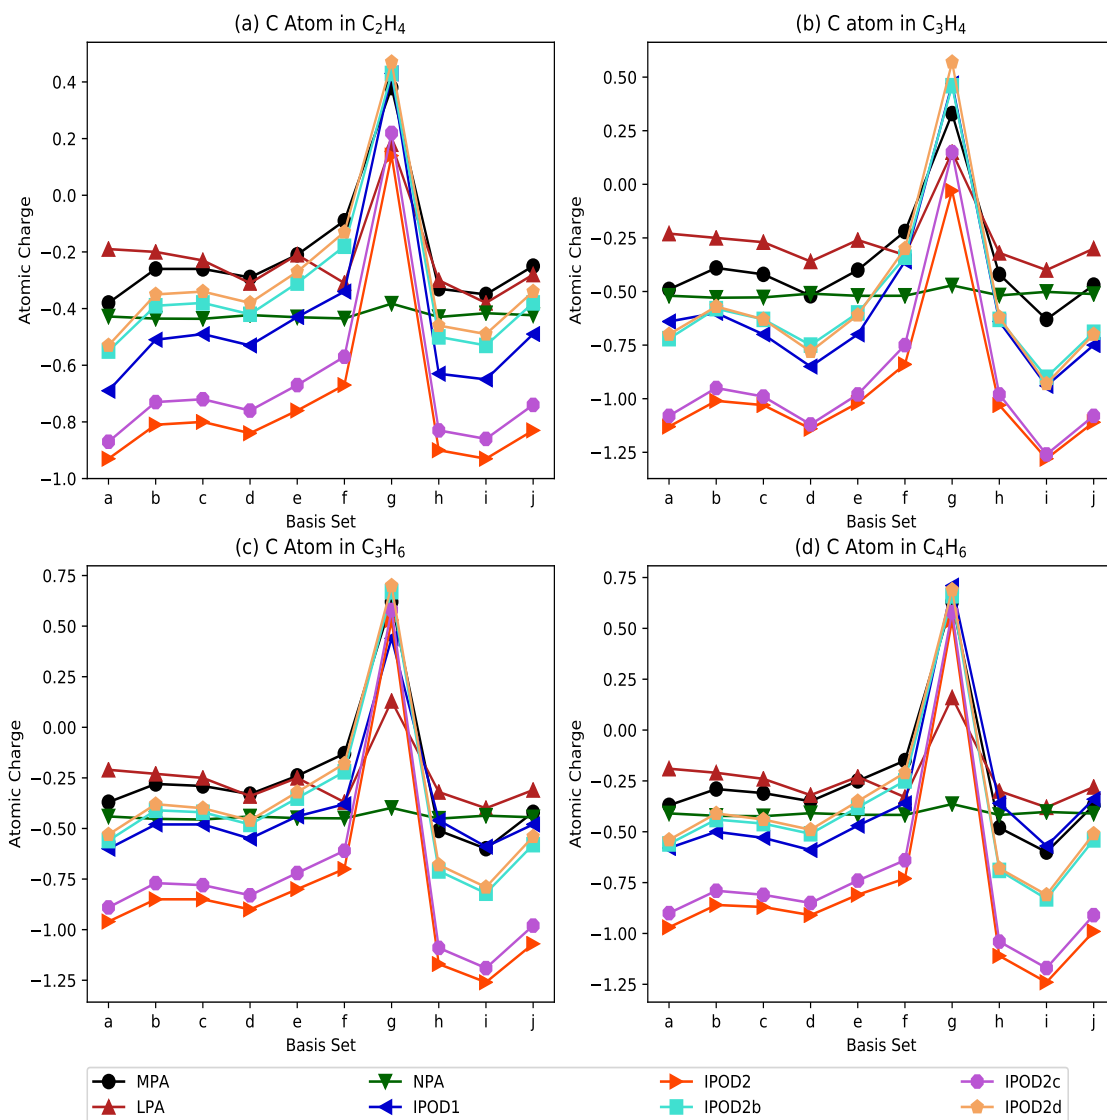 (a) C Atom in C₂H₄
0.4
0.2
0.0
−0.2
−0.4
−0.6
−0.8
−1.0
Atomic Charge
a b c d e f g h i j
Basis Set
(b) C atom in C₃H₄
0.50
0.25
0.00
−0.25
−0.50
−0.75
−1.00
−1.25
Atomic Charge
a b c d e f g h i j
Basis Set
(c) C Atom in C₃H₆
0.75
0.50
0.25
0.00
−0.25
−0.50
−0.75
−1.00
−1.25
Atomic Charge
a b c d e f g h i j
Basis Set
(d) C Atom in C₄H₆
0.75
0.50
0.25
0.00
−0.25
−0.50
−0.75
−1.00
−1.25
Atomic Charge
a b c d e f g h i j
Basis Set
MPA NPA IPOD2 IPOD2c
LPA IPOD1 IPOD2b IPOD2d